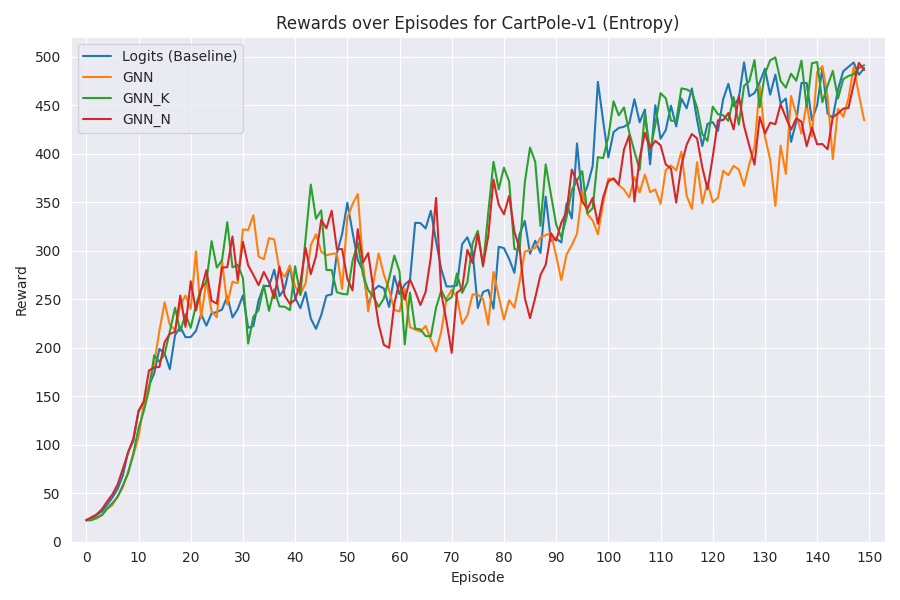 Rewards over Episodes for CartPole-v1 (Entropy)
Logits (Baseline)
GNN
GNN_K
GNN_N
Reward
500
450
400
350
300
250
200
150
100
50
0
0 10 20 30 40 50 60 70 80 90 100 110 120 130 140 150
Episode